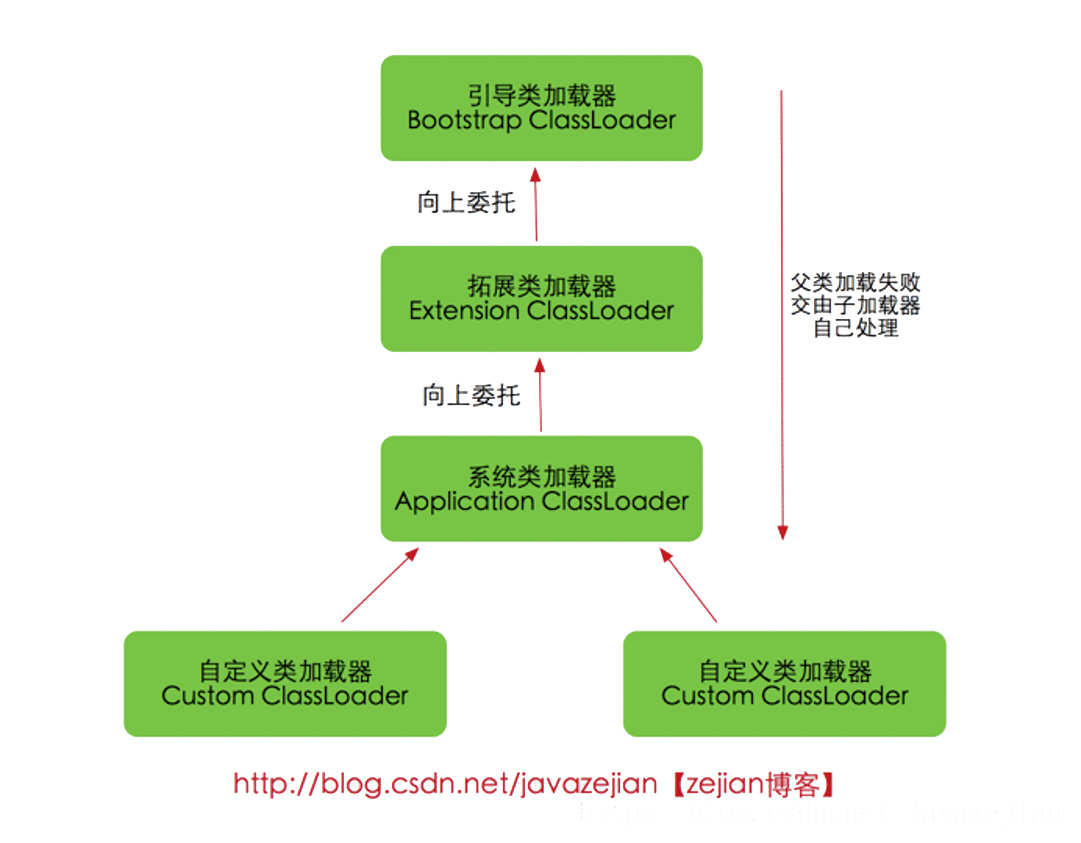 引导类加载器
Bootstrap ClassLoader
向上委托
拓展类加载器
Extension ClassLoader
父类加载失败
交由子加载器
自己处理
向上委托
系统类加载器
Application ClassLoader
自定义类加载器
Custom ClassLoader
自定义类加载器
Custom ClassLoader
http://blog.csdn.net/javazejian【zejian博客】
http://blog.csdn.net/javazejian